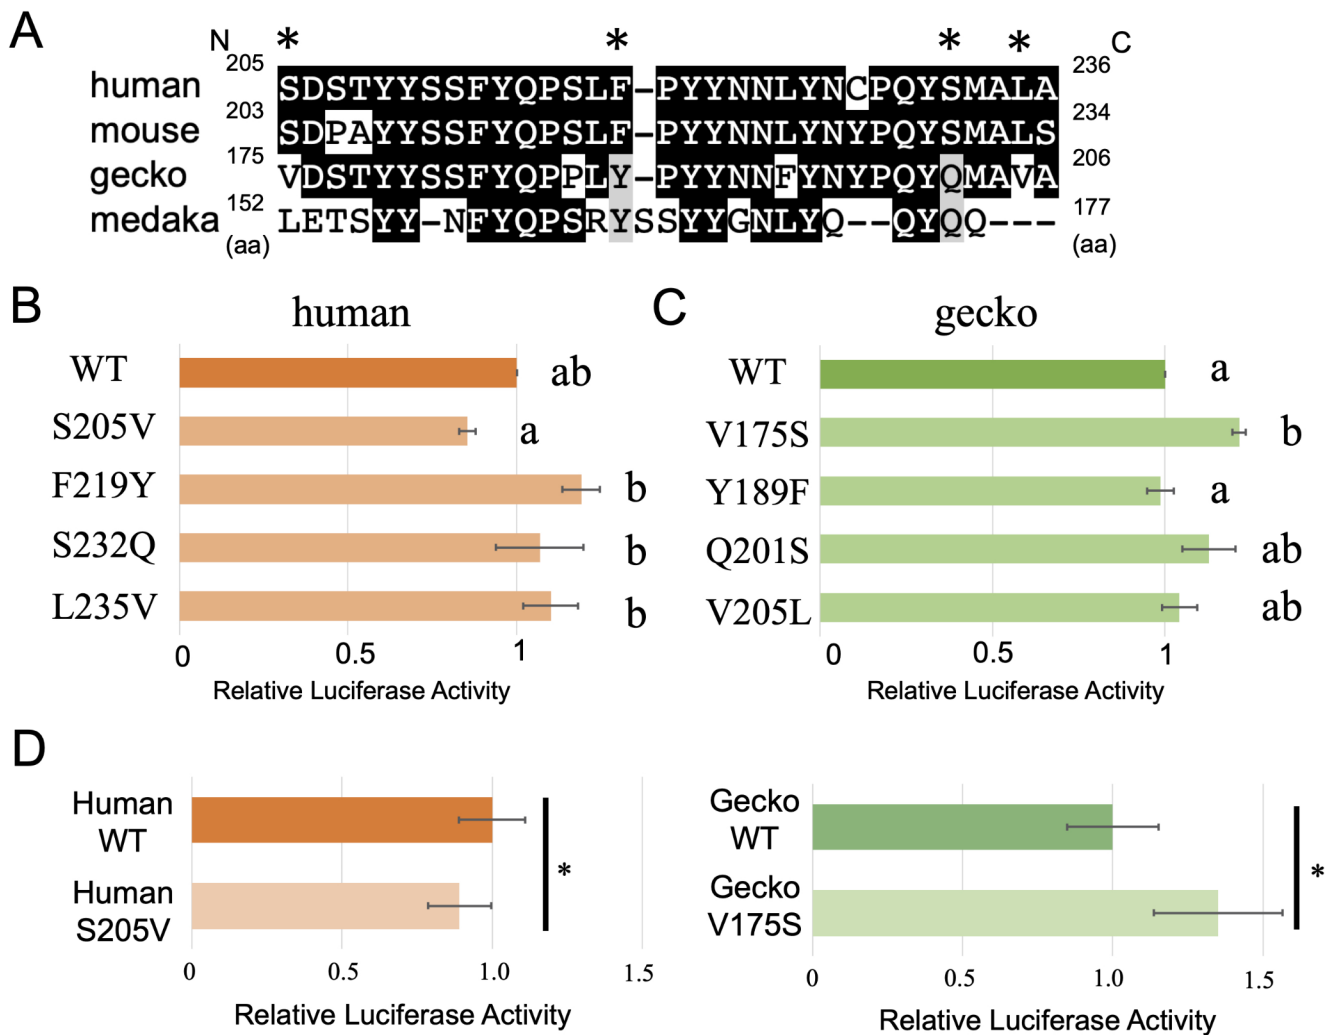 A
N * * * * C
205 236
human SDSTYYSSFYQPSLF-PYYNNLYNCPQYSMALA
203 234
mouse SDPAYYSSFYQPSLF-PYYNNLYNYPQYSMALS
175 206
gecko VDSTYYSSFYQPPLY-PYYNNFYNYPQYQMAVA
152 177
medaka LETSYY-NFYQPSRYSSYYGNLYQ--QYQQ---
(aa) (aa)
B
human
WT ab
S205V a
F219Y b
S232Q b
L235V b
0 0.5 1
Relative Luciferase Activity
C
gecko
WT a
V175S b
Y189F a
Q201S ab
V205L ab
0 0.5 1
Relative Luciferase Activity
D
Human
WT
Human
S205V
*
0 0.5 1.0 1.5
Relative Luciferase Activity
Gecko
WT
Gecko
V175S
*
0 0.5 1.0 1.5
Relative Luciferase Activity